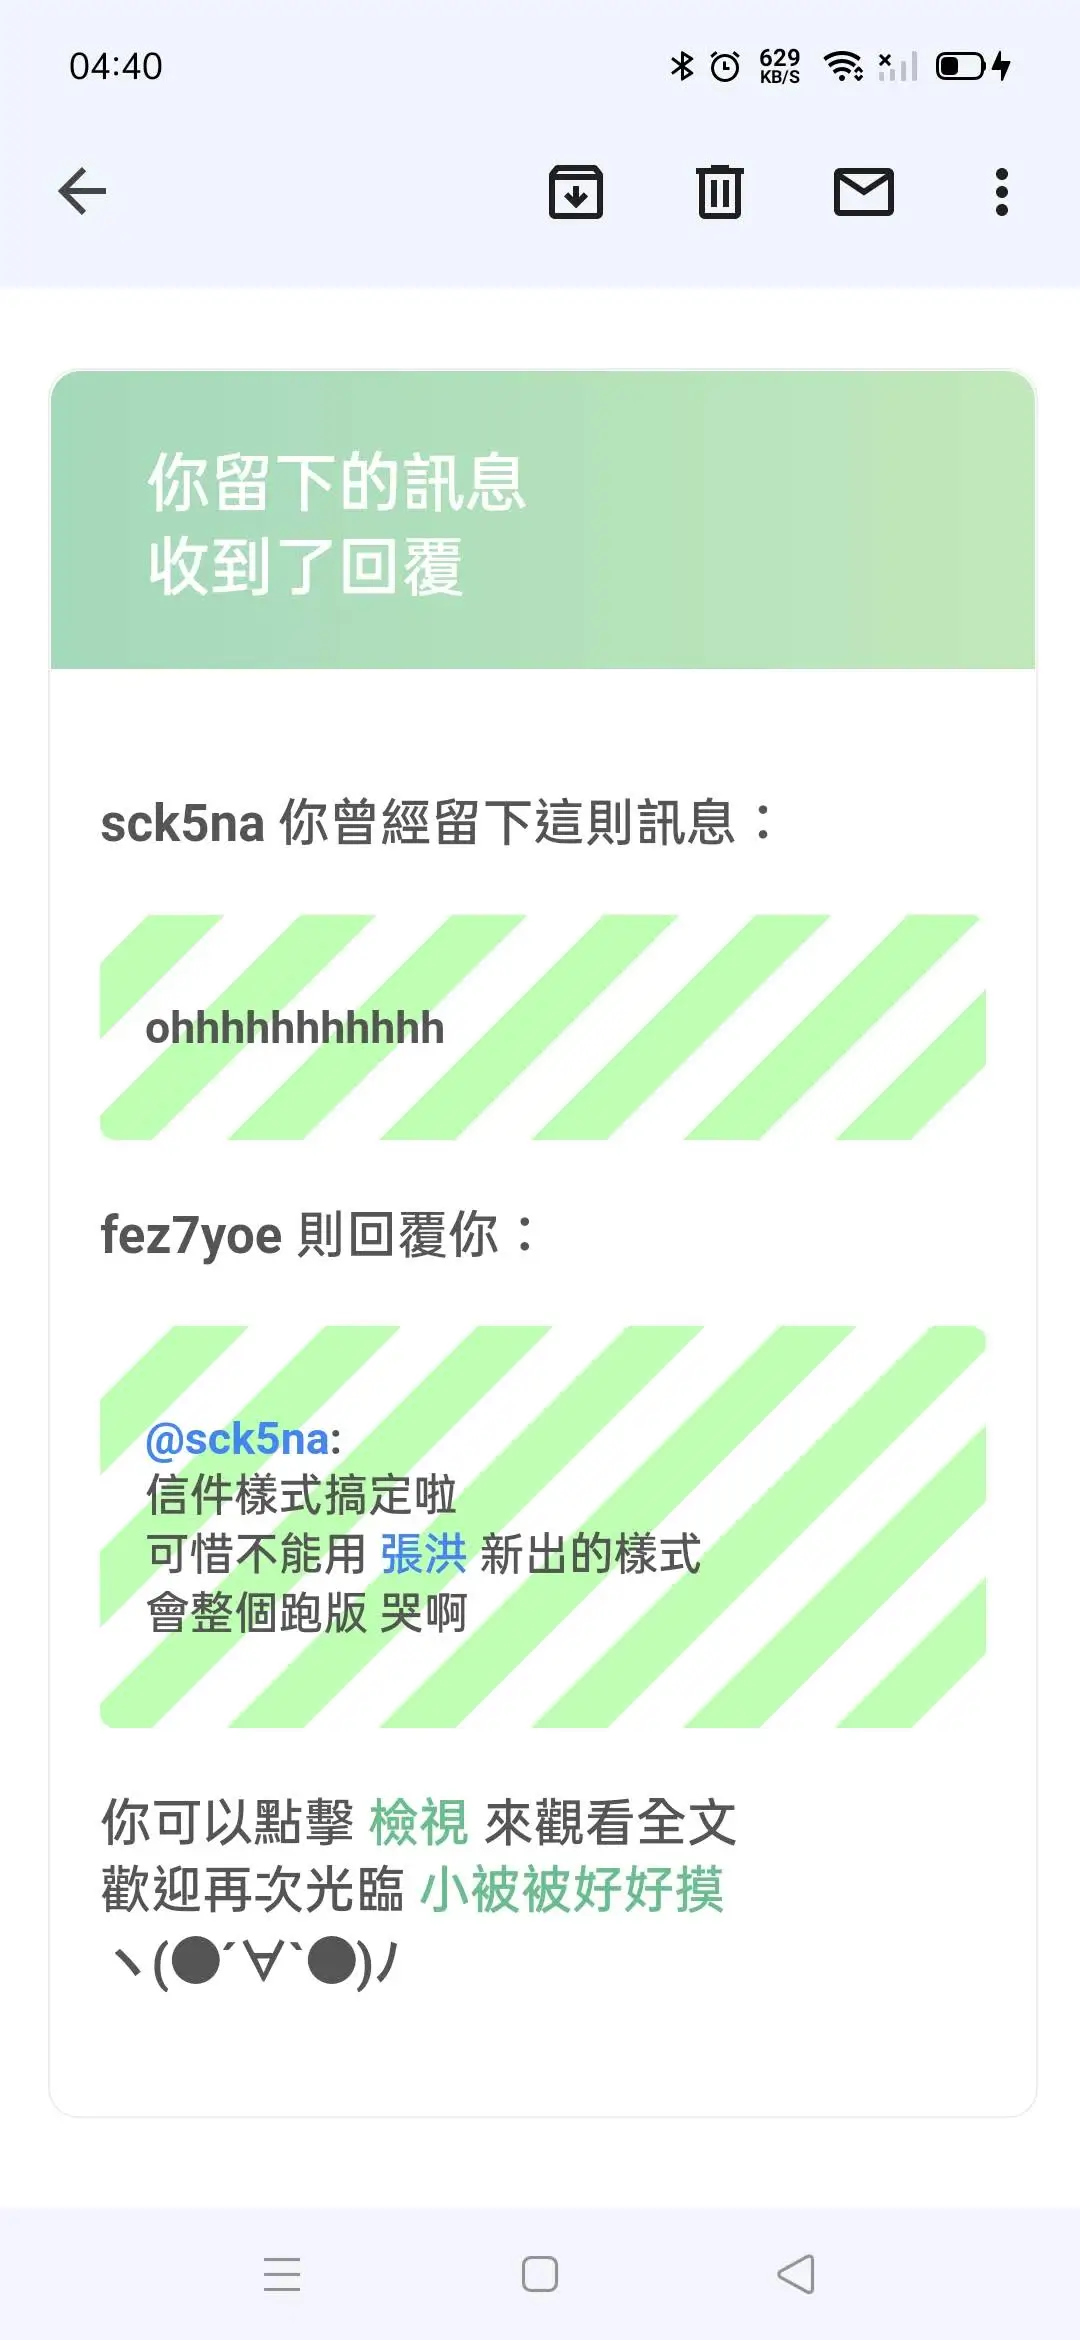 04:40
629
KB/S
你留下的訊息
收到了回覆
sck5na 你曾經留下這則訊息：
ohhhhhhhhhhhh
fez7yoe 則回覆你：
@sck5na:
信件樣式搞定啦
可惜不能用 張洪 新出的樣式
會整個跑版 哭啊
你可以點擊 檢視 來觀看全文
歡迎再次光臨 小被被好好摸
ヽ(●´∀`●)ﾉ